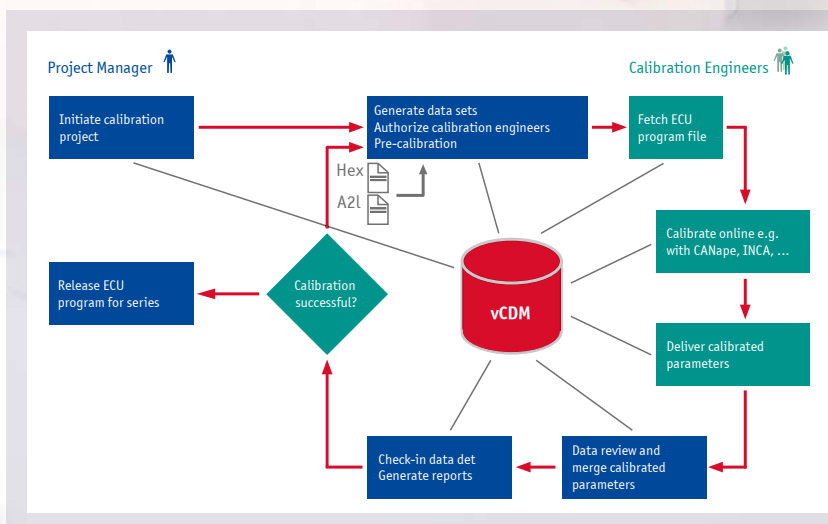 Project Manager
Calibration Engineers
Initiate calibration
project
Generate data sets
Authorize calibration engineers
Pre-calibration
Fetch ECU
program file
Hex
A2l
Calibrate online e.g.
with CANape, INCA, ...
Release ECU
program for series
Calibration
successful?
vCDM
Deliver calibrated
parameters
Check-in data det
Generate reports
Data review and
merge calibrated
parameters